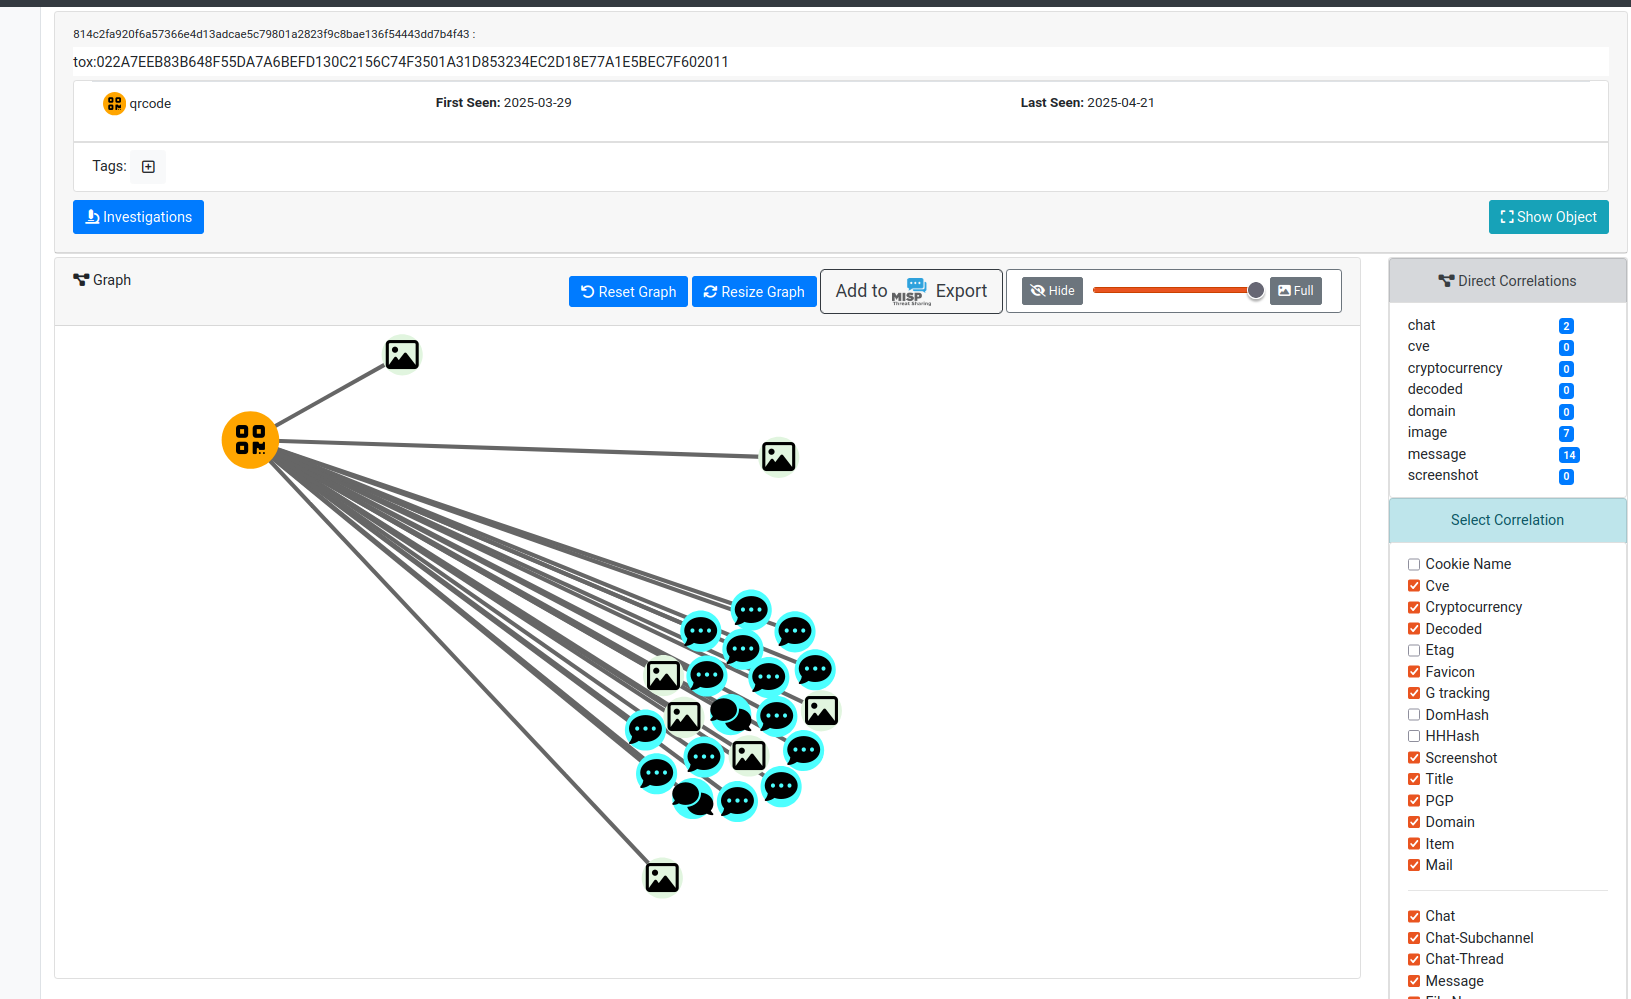 814c2fa920f6a57366e4d13adcae5c79801a2823f9c8bae136f54443dd7b4f43 :
tox:022A7EEB83B648F55DA7A6BEFD130C2156C74F3501A31D853234EC2D18E77A1E5BEC7F602011
qrcode First Seen: 2025-03-29 Last Seen: 2025-04-21
Tags:
Investigations Show Object
Graph Reset Graph Resize Graph Add to MISP Threat Sharing Export Hide Full
Direct Correlations
chat 2
cve 0
cryptocurrency 0
decoded 0
domain 0
image 7
message 14
screenshot 0
Select Correlation
Cookie Name
Cve
Cryptocurrency
Decoded
Etag
Favicon
G tracking
DomHash
HHHash
Screenshot
Title
PGP
Domain
Item
Mail
Chat
Chat-Subchannel
Chat-Thread
Message